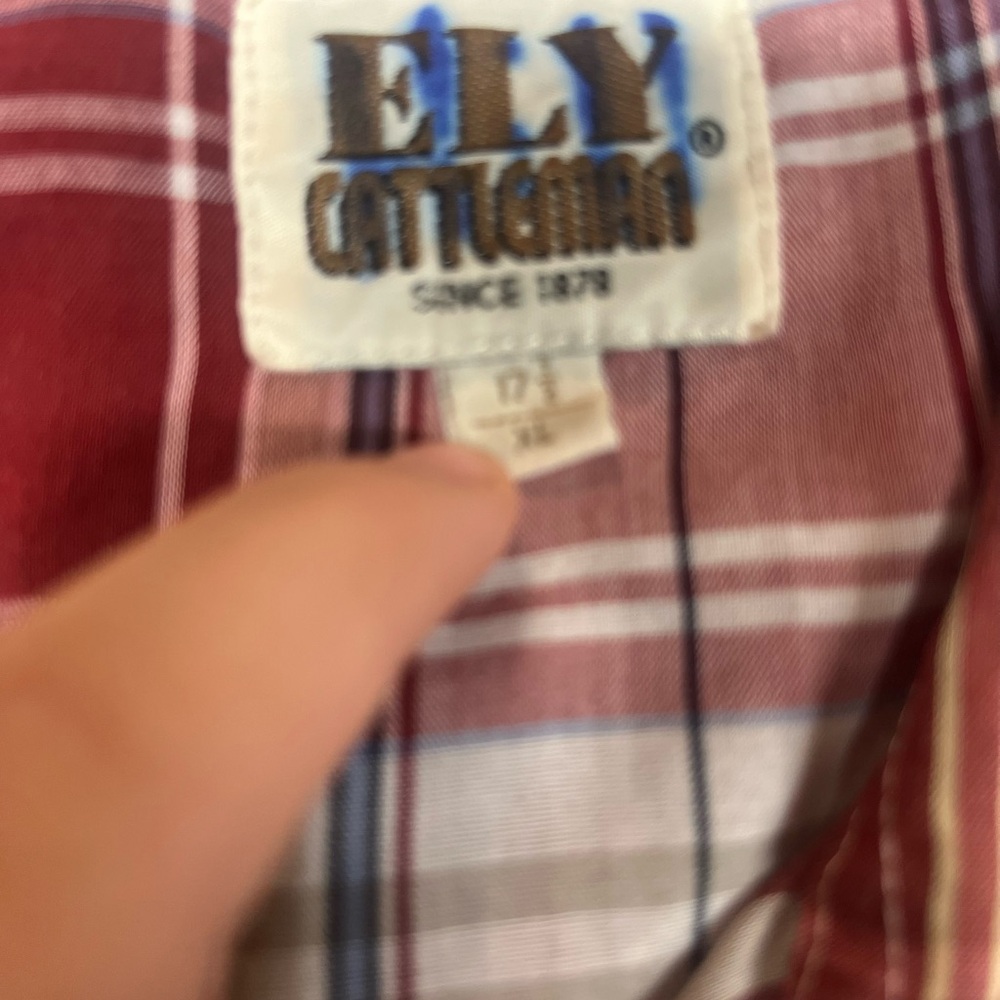 ELY®
CATTLEMAN
SINCE 1878
17 ½
XL